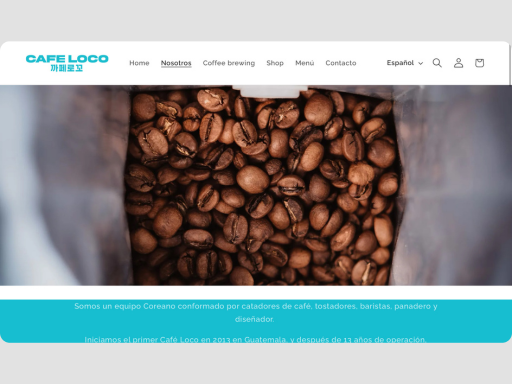 CAFE LOCO
까페로꼬
Home Nosotros Coffee brewing Shop Menú Contacto Español
Somos un equipo Coreano conformado por catadores de café, tostadores, baristas, panadero y
diseñador.
Iniciamos el primer Café Loco en 2013 en Guatemala, y después de 13 años de operación,